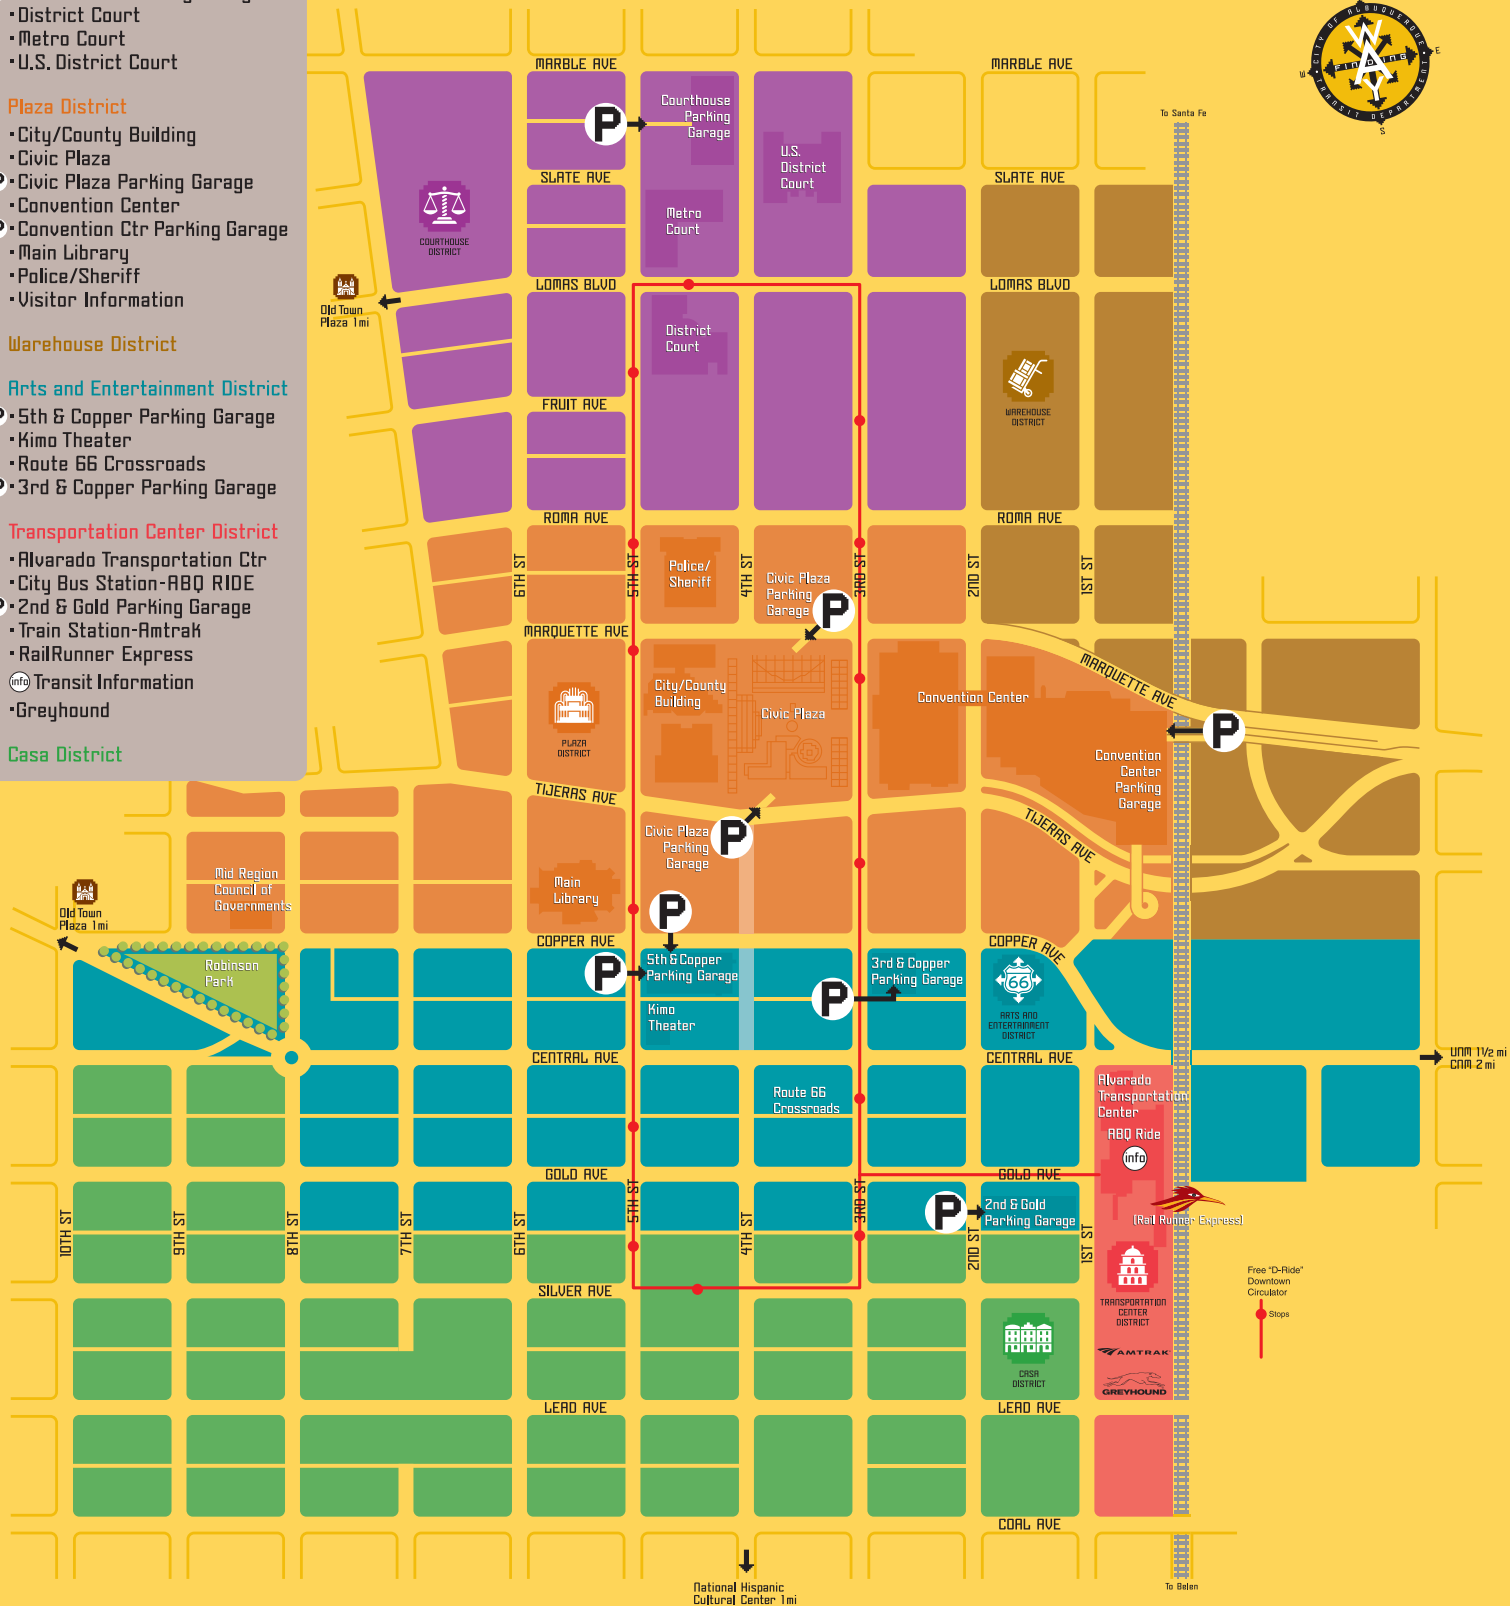 • District Court
• Metro Court
• U.S. District Court
Plaza District
• City/County Building
• Civic Plaza
• Civic Plaza Parking Garage
• Convention Center
• Convention Ctr Parking Garage
• Main Library
• Police/Sheriff
• Visitor Information
Warehouse District
Arts and Entertainment District
• 5th & Copper Parking Garage
• Kimo Theater
• Route 66 Crossroads
• 3rd & Copper Parking Garage
Transportation Center District
• Alvarado Transportation Ctr
• City Bus Station-ABQ RIDE
• 2nd & Gold Parking Garage
• Train Station-Amtrak
• RailRunner Express
info Transit Information
• Greyhound
Casa District
CITY OF ALBUQUERQUE
TRANSIT DEPARTMENT
WAY
FINDING
W
E
S
MARBLE AVE
MARBLE AVE
To Santa Fe
P
Courthouse
Parking
Garage
U.S.
District
Court
SLATE AVE
SLATE AVE
COURTHOUSE
DISTRICT
Metro
Court
LOMAS BLVD
LOMAS BLVD
Old Town
Plaza 1mi
District
Court
WAREHOUSE
DISTRICT
FRUIT AVE
ROMA AVE
ROMA AVE
6TH ST
5TH ST
4TH ST
3RD ST
2ND ST
1ST ST
Police/
Sheriff
Civic Plaza
Parking
Garage
P
MARQUETTE AVE
MARQUETTE AVE
City/County
Building
Civic Plaza
Convention Center
P
PLAZA
DISTRICT
Convention
Center
Parking
Garage
TIJERAS AVE
TIJERAS AVE
Civic Plaza
Parking
Garage
P
Mid Region
Council of
Governments
Main
Library
Old Town
Plaza 1mi
P
COPPER AVE
COPPER AVE
Robinson
Park
P
5th & Copper
Parking Garage
3rd & Copper
Parking Garage
66
P
Kimo
Theater
ARTS AND
ENTERTAINMENT
DISTRICT
CENTRAL AVE
CENTRAL AVE
UNM 1 1/2 mi
CNM 2 mi
Route 66
Crossroads
Alvarado
Transportation
Center
ABQ Ride
info
GOLD AVE
GOLD AVE
P
2nd & Gold
Parking Garage
(Rail Runner Express)
10TH ST
9TH ST
8TH ST
7TH ST
6TH ST
5TH ST
4TH ST
3RD ST
2ND ST
1ST ST
SILVER AVE
TRANSPORTATION
CENTER
DISTRICT
Free "D-Ride"
Downtown
Circulator
Stops
AMTRAK
CASA
DISTRICT
GREYHOUND
LEAD AVE
LEAD AVE
COAL AVE
National Hispanic
Cultural Center 1mi
To Belen